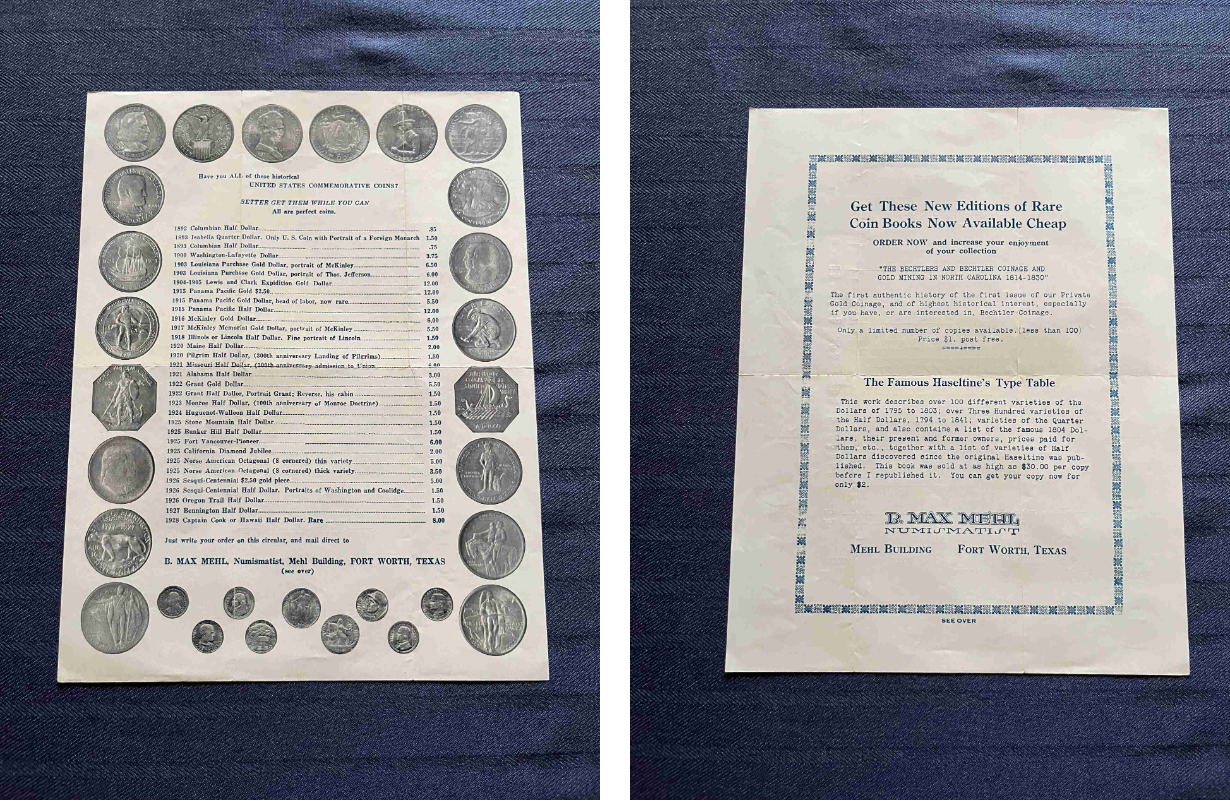 Have you ALL of these historical
UNITED STATES COMMEMORATIVE COINS?
BETTER GET THEM WHILE YOU CAN
All are perfect coins.
1892 Columbian Half Dollar .85
1893 Isabella Quarter Dollar. Only U. S. Coin with Portrait of a Foreign Monarch 1.50
1893 Columbian Half Dollar .75
1900 Washington-Lafayette Dollar 3.75
1903 Louisiana Purchase Gold Dollar, portrait of McKinley 6.50
1903 Louisiana Purchase Gold Dollar, portrait of Thos. Jefferson 6.00
1904-1905 Lewis and Clark Expidition Gold Dollar 12.00
1915 Panama Pacific Gold $2.50 12.00
1915 Panama Pacific Gold Dollar, head of labor, now rare 5.50
1915 Panama Pacific Half Dollar 12.00
1916 McKinley Gold Dollar 6.00
1917 McKinley Memorial Gold Dollar, portrait of McKinley 5.50
1918 Illinois or Lincoln Half Dollar. Fine portrait of Lincoln 1.50
1920 Maine Half Dollar 2.00
1920 Pilgrim Half Dollar, (300th anniversary Landing of Pilgrims) 1.50
1921 Missouri Half Dollar, (100th anniversary admission to Union
1921 Alabama Half Dollar 3.00
1922 Grant Gold Dollar 5.50
1922 Grant Half Dollar, Portrait Grant; Reverse, his cabin 1.50
1923 Monroe Half Dollar, (100th anniversary of Monroe Doctrine) 1.50
1924 Huguenot-Walloon Half Dollar 1.50
1925 Stone Mountain Half Dollar 1.50
1925 Bunker Hill Half Dollar 1.50
1925 Fort Vancouver-Pioneer 6.00
1925 California Diamond Jubilee 2.00
1925 Norse American Octagonal (8 cornered) thin variety 5.00
1925 Norse American Octagonal (8 cornered) thick variety 3.50
1926 Sesqui-Centennial $2.50 gold piece 5.00
1926 Sesqui-Centennial Half Dollar. Portraits of Washington and Coolidge 1.50
1926 Oregon Trail Half Dollar 1.50
1927 Bennington Half Dollar 1.50
1928 Captain Cook or Hawaii Half Dollar. Rare 8.00
Just write your order on this circular, and mail direct to
B. MAX MEHL, Numismatist, Mehl Building, FORT WORTH, TEXAS
(see over)
Get These New Editions of Rare
Coin Books Now Available Cheap
ORDER NOW and increase your enjoyment
of your collection
"THE BECHTLERS AND BECHTLER COINAGE AND
GOLD MINING IN NORTH CAROLINA 1814-1830"
The first authentic history of the first issue of our Private
Gold Coinage, and of highest historical interest, especially
if you have, or are interested in, Bechtler Coinage.
Only a limited number of copies available. (less than 100)
Price $1. post free.
The Famous Haseltine's Type Table
This work describes over 100 different varieties of the
Dollars of 1795 to 1803; over Three Hundred varieties of
the Half Dollars, 1794 to 1841; varieties of the Quarter
Dollars, and also contains a list of the famous 1804 Dol-
lars, their present and former owners, prices paid for
them, etc., together with a list of varieties of Half
Dollars discovered since the original Haseltine was pub-
lished. This book was sold at as high as $30.00 per copy
before I republished it. You can get your copy now for
only $2.
B. MAX MEHL
NUMISMATIST
MEHL BUILDING FORT WORTH, TEXAS
SEE OVER